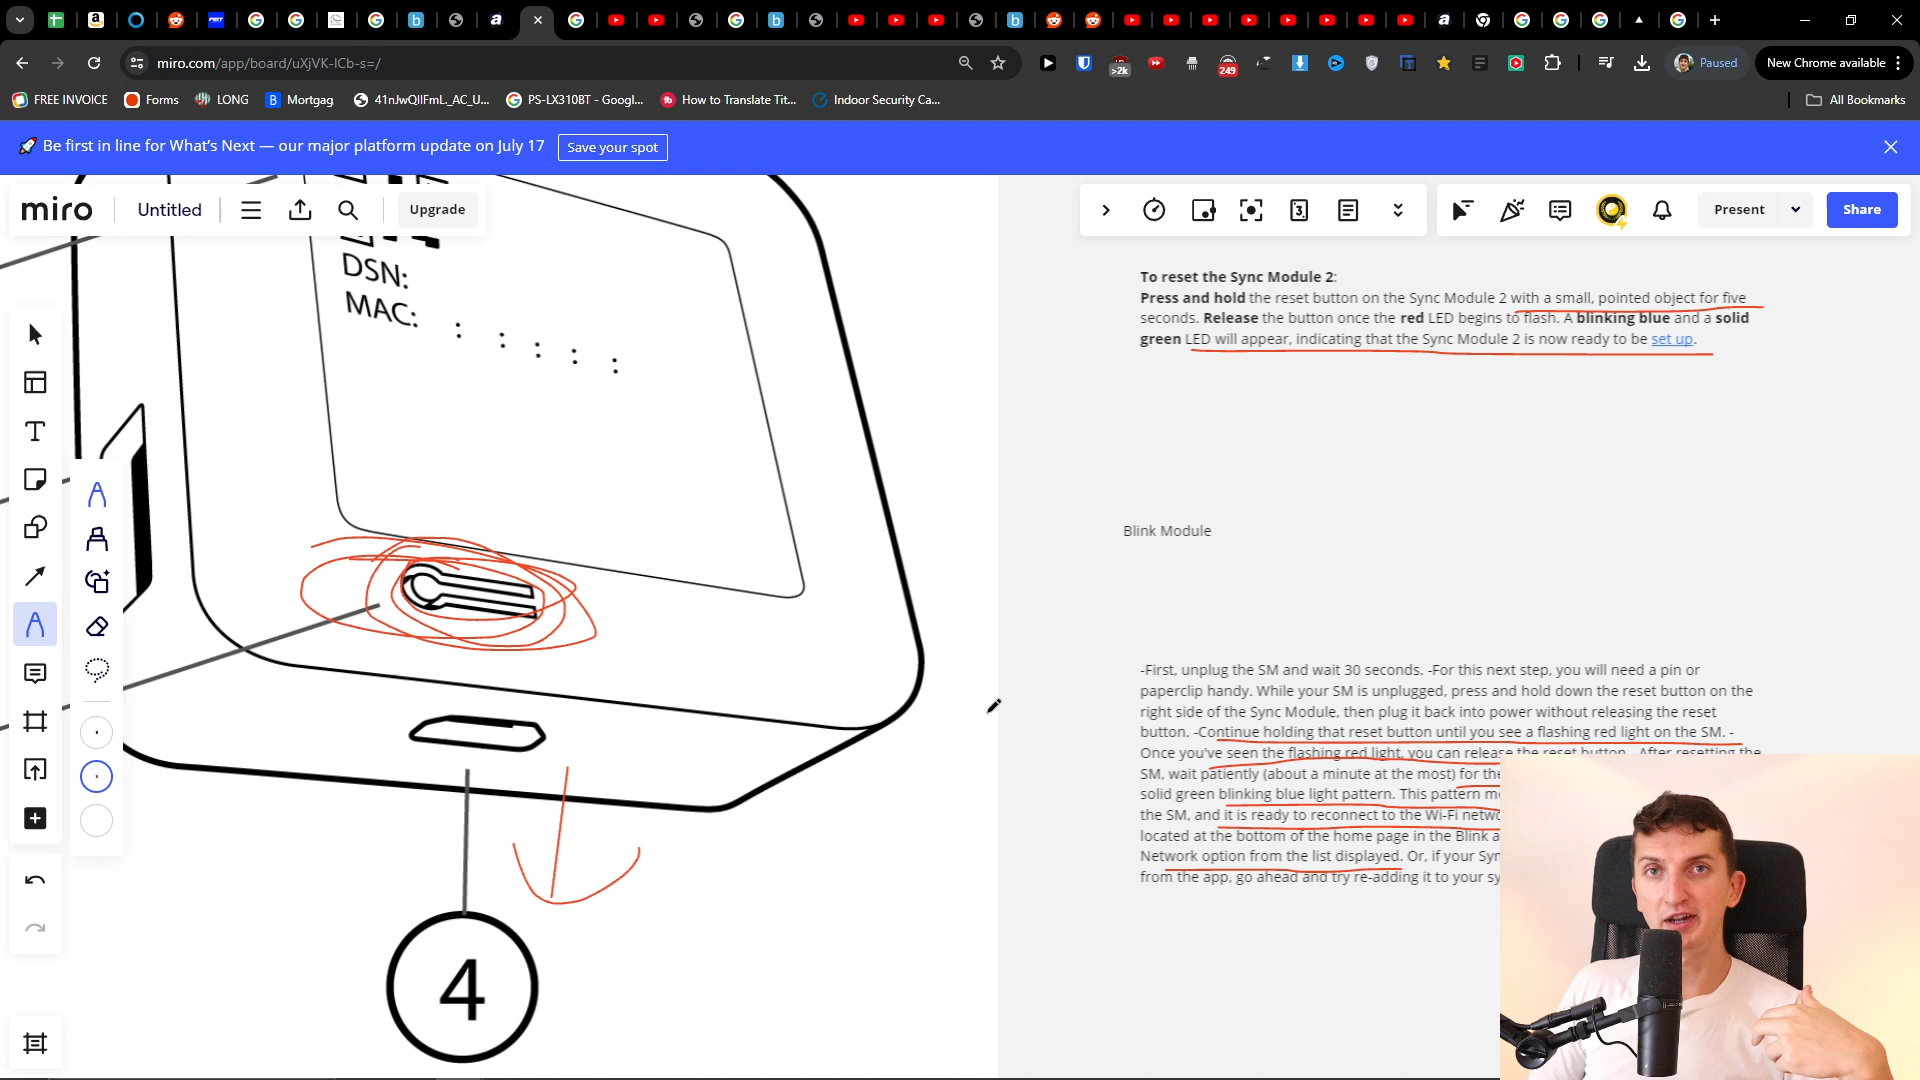 >2k
249
miro.com/app/board/uXjVK-ICb-s=/
Paused
New Chrome available
FREE INVOICE
Forms
LONG
Mortgag
41nJwQIlFmL._AC_U...
PS-LX310BT - Googl...
How to Translate Tit...
Indoor Security Ca...
All Bookmarks
🚀 Be first in line for What's Next — our major platform update on July 17
Save your spot
miro
Untitled
Upgrade
Present
Share
DSN:
MAC: : : : : :
4
To reset the Sync Module 2:
Press and hold the reset button on the Sync Module 2 with a small, pointed object for five
seconds. Release the button once the red LED begins to flash. A blinking blue and a solid
green LED will appear, indicating that the Sync Module 2 is now ready to be set up.
Blink Module
-First, unplug the SM and wait 30 seconds. -For this next step, you will need a pin or
paperclip handy. While your SM is unplugged, press and hold down the reset button on the
right side of the Sync Module, then plug it back into power without releasing the reset
button. -Continue holding that reset button until you see a flashing red light on the SM. -
Once you've seen the flashing red light, you can release the reset button. -After resetting the
SM, wait patiently (about a minute at the most) for the
solid green blinking blue light pattern. This pattern
the SM, and it is ready to reconnect to the Wi-Fi
located at the bottom of the home page in the Blink
Network option from the list displayed. Or, if your
from the app, go ahead and try re-adding it to your